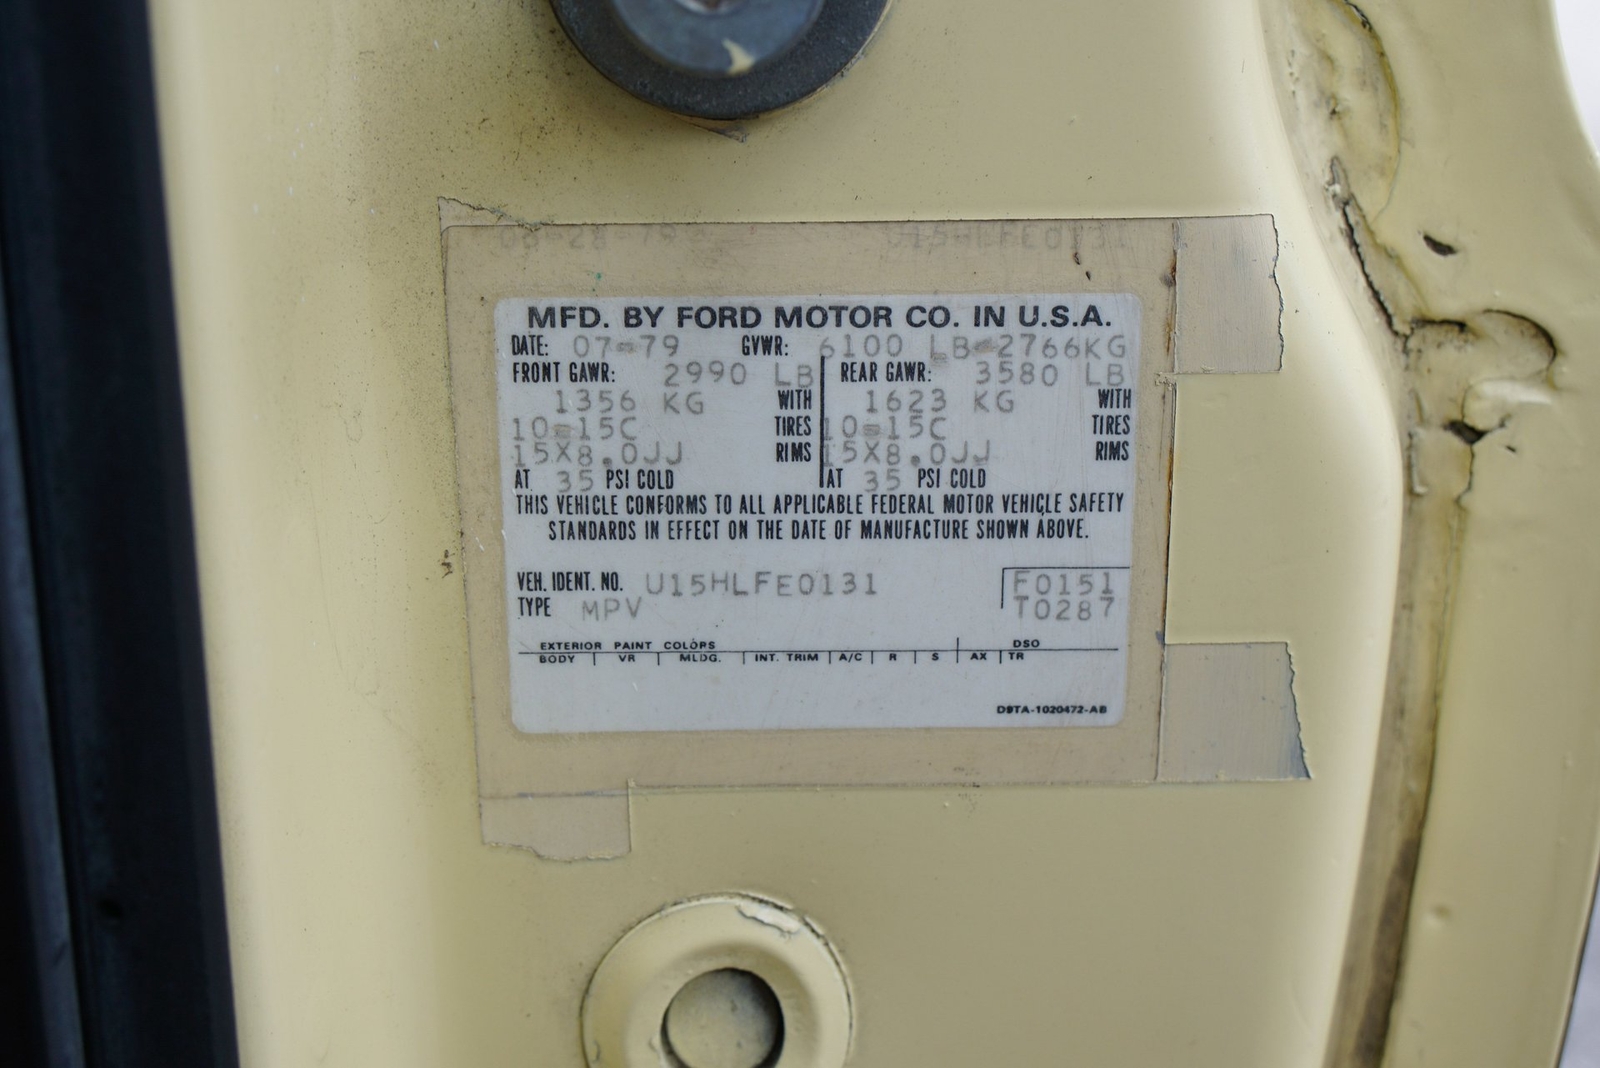 06-28-79 U15HLFE0131
MFD. BY FORD MOTOR CO. IN U.S.A.
DATE: 07-79 GVWR: 6100 LB-2766KG
FRONT GAWR: 2990 LB REAR GAWR: 3580 LB
1356 KG WITH 1623 KG WITH
10-15C TIRES 10-15C TIRES
15X8.0JJ RIMS 15X8.0JJ RIMS
AT 35 PSI COLD AT 35 PSI COLD
THIS VEHICLE CONFORMS TO ALL APPLICABLE FEDERAL MOTOR VEHICLE SAFETY
STANDARDS IN EFFECT ON THE DATE OF MANUFACTURE SHOWN ABOVE.
VEH. IDENT. NO. U15HLFE0131 F0151
TYPE MPV T0287
EXTERIOR PAINT COLORS DSO
BODY VR MLDG. INT. TRIM A/C R S AX TR
D9TA-1020472-AB